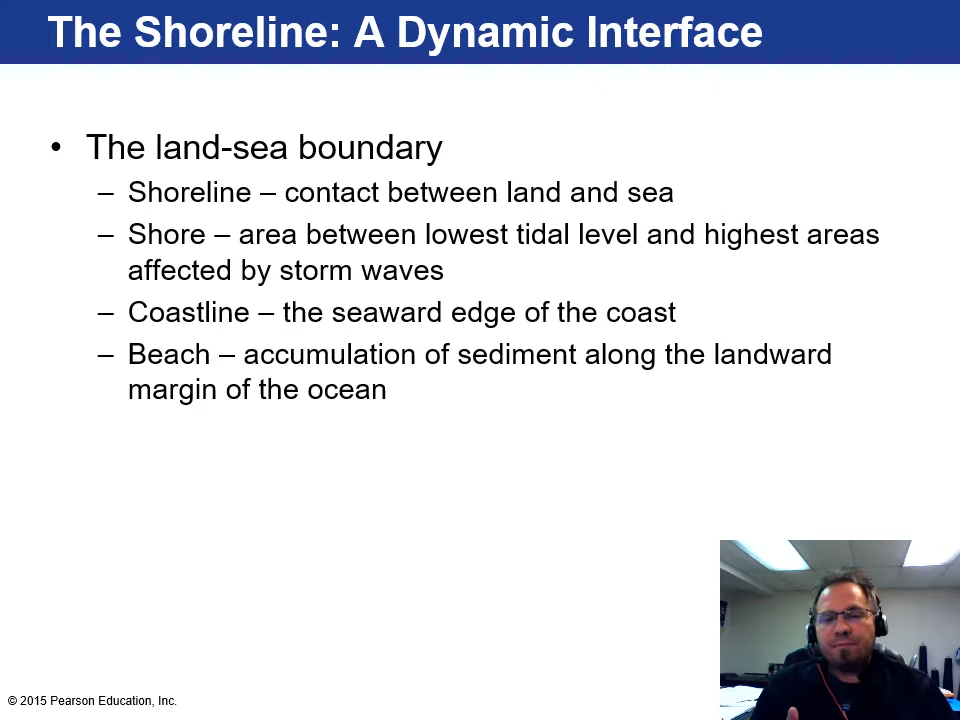 The Shoreline: A Dynamic Interface
• The land-sea boundary
– Shoreline – contact between land and sea
– Shore – area between lowest tidal level and highest areas
affected by storm waves
– Coastline – the seaward edge of the coast
– Beach – accumulation of sediment along the landward
margin of the ocean
© 2015 Pearson Education, Inc.